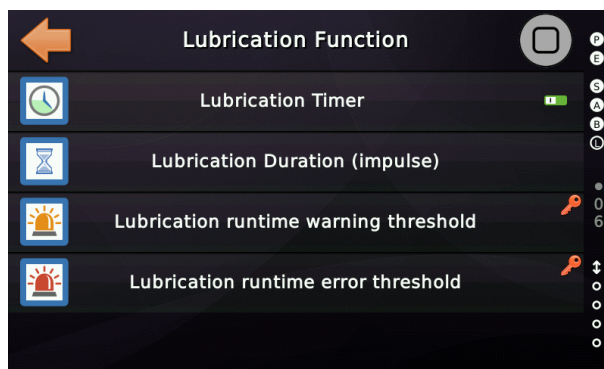 Lubrication Function
P
E
Lubrication Timer
S
A
B
L
Lubrication Duration (impulse)
Lubrication runtime warning threshold
0
6
Lubrication runtime error threshold